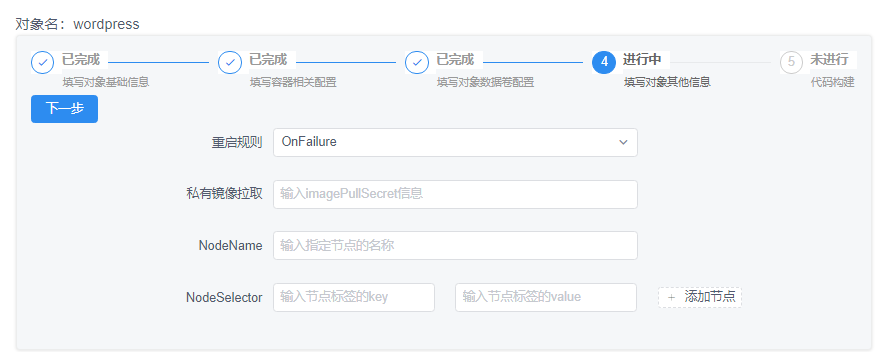 对象名：wordpress
已完成 已完成 已完成 4 进行中 5 未进行
填写对象基础信息 填写容器相关配置 填写对象数据卷配置 填写对象其他信息 代码构建
下一步
重启规则 OnFailure
私有镜像拉取 输入imagePullSecret信息
NodeName 输入指定节点的名称
NodeSelector 输入节点标签的key 输入节点标签的value + 添加节点